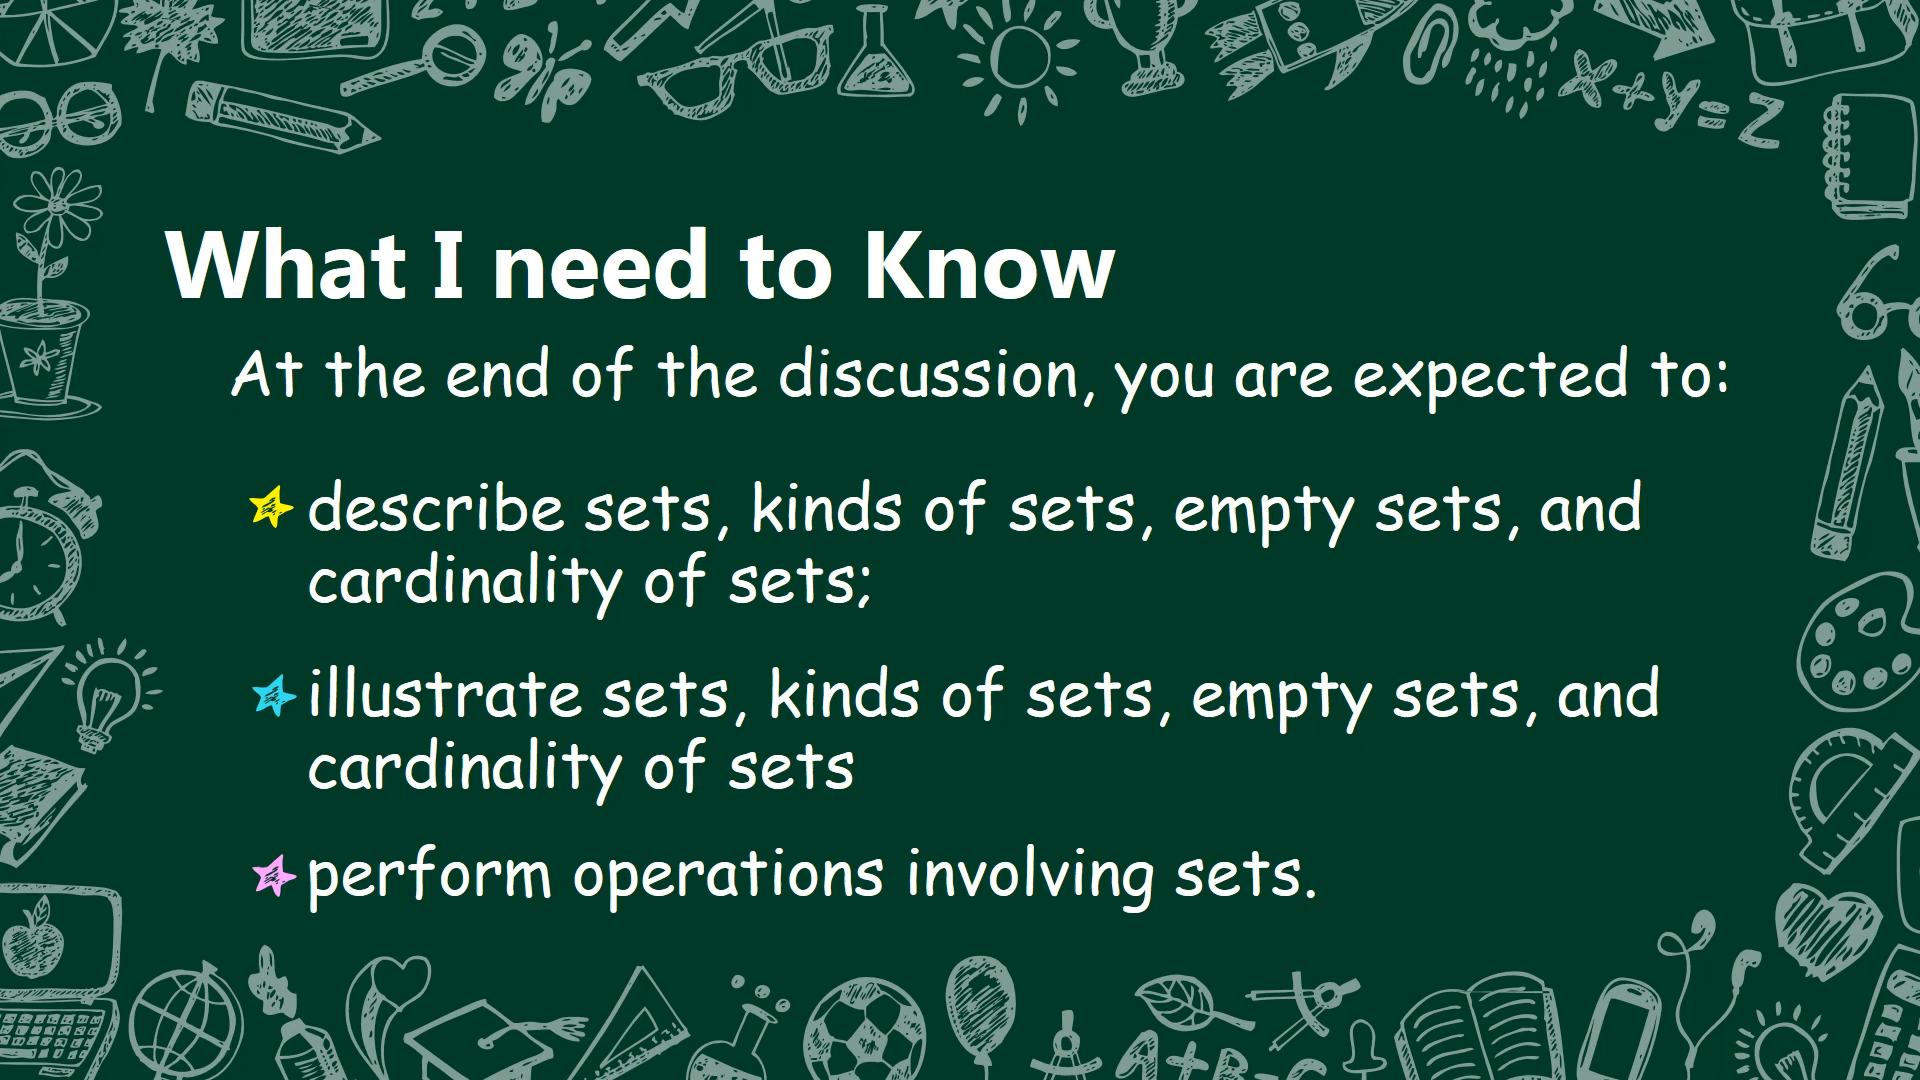 x+y=z
What I need to Know
At the end of the discussion, you are expected to:
describe sets, kinds of sets, empty sets, and
cardinality of sets;
illustrate sets, kinds of sets, empty sets, and
cardinality of sets
perform operations involving sets.
A+B=C